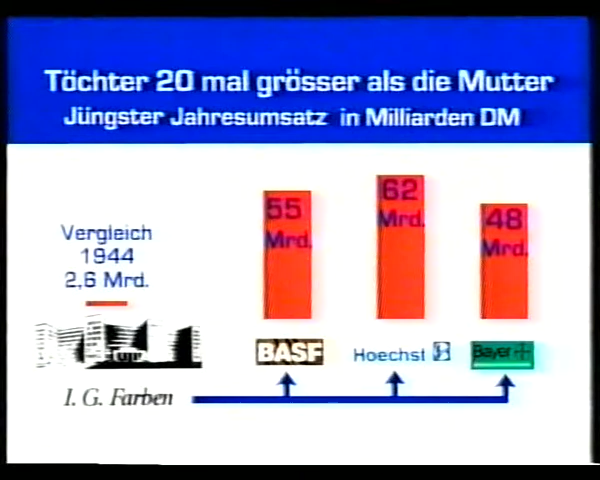 Töchter 20 mal grösser als die Mutter
Jüngster Jahresumsatz in Milliarden DM
Vergleich
1944
2,6 Mrd.
55
Mrd.
62
Mrd.
48
Mrd.
BASF
Hoechst
Bayer
I. G. Farben